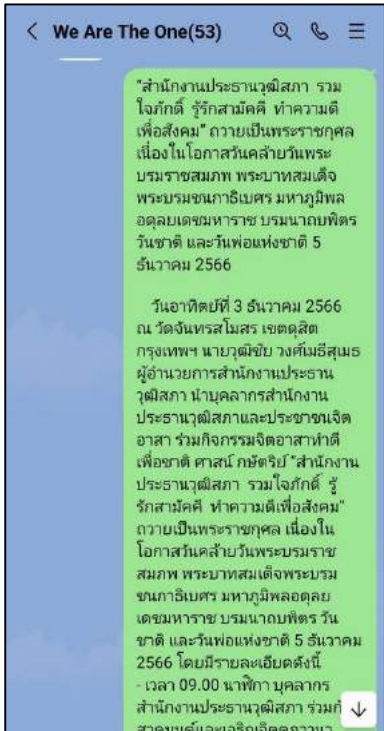 We Are The One(53)
"สำนักงานประธานวุฒิสภา รวม
ใจภักดิ์ รู้รักสามัคคี ทำความดี
เพื่อสังคม" ถวายเป็นพระราชกุศล
เนื่องในโอกาสวันคล้ายวันพระ
บรมราชสมภพ พระบาทสมเด็จ
พระบรมชนกาธิเบศร มหาภูมิพล
อดุลยเดชมหาราช บรมนาถบพิตร
วันชาติ และวันพ่อแห่งชาติ 5
ธันวาคม 2566
วันอาทิตย์ที่ 3 ธันวาคม 2566
ณ วัดจันทรสโมสร เขตดุสิต
กรุงเทพฯ นายวุฒิชัย วงศ์เมธีสุเมธ
ผู้อำนวยการสำนักงานประธาน
วุฒิสภา นำบุคลากรสำนักงาน
ประธานวุฒิสภาและประชาชนจิต
อาสา ร่วมกิจกรรมจิตอาสาทำดี
เพื่อชาติ ศาสน์ กษัตริย์ "สำนักงาน
ประธานวุฒิสภา รวมใจภักดิ์ รู้
รักสามัคคี ทำความดีเพื่อสังคม"
ถวายเป็นพระราชกุศล เนื่องใน
โอกาสวันคล้ายวันพระบรมราช
สมภพ พระบาทสมเด็จพระบรม
ชนกาธิเบศร มหาภูมิพลอดุลย
เดชมหาราช บรมนาถบพิตร วัน
ชาติ และวันพ่อแห่งชาติ 5 ธันวาคม
2566 โดยมีรายละเอียดดังนี้
- เวลา 09.00 นาฬิกา บุคลากร
สำนักงานประธานวุฒิสภา ร่วม